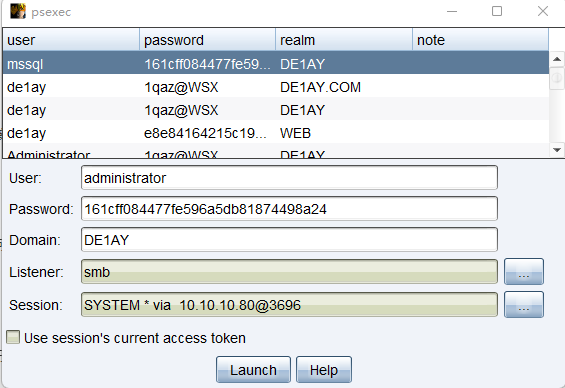 psexec
user password realm note
mssql 161cff084477fe59... DE1AY
de1ay 1qaz@WSX DE1AY.COM
de1ay 1qaz@WSX DE1AY
de1ay e8e84164215c19... WEB
Administrator 1qaz@WSX DE1AY
User: administrator
Password: 161cff084477fe596a5db81874498a24
Domain: DE1AY
Listener: smb ...
Session: SYSTEM * via 10.10.10.80@3696 ...
Use session's current access token
Launch Help